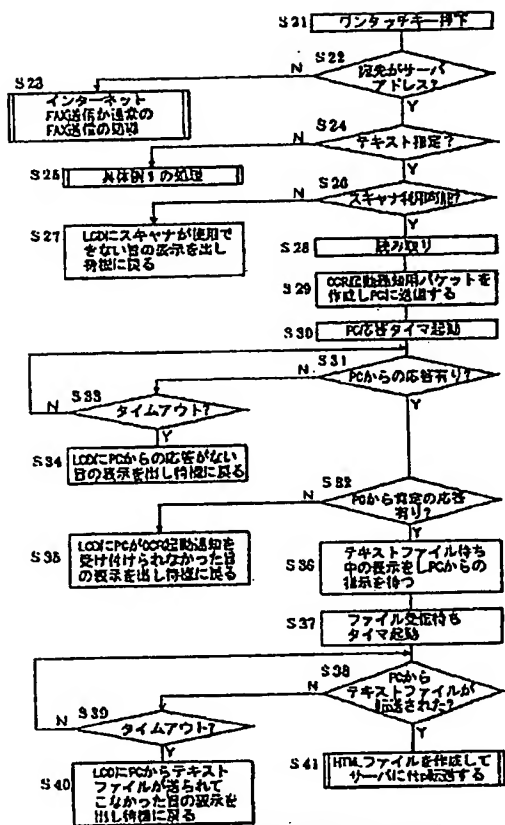 S21
ワンタッチキー押下
S22
宛先がサーバ
アドレス?
N
Y
S23
インターネット
FAX送信か通常の
FAX送信の処理
S24
テキスト指定?
N
Y
S25
具体例1の処理
S26
スキャナ利用可能?
N
Y
S27
LCDにスキャナが使用で
きない旨の表示を出し
待機に戻る
S28
読み取り
S29
OCR起動通知用パケットを
作成しPCに送信する
S30
PC応答タイマ起動
S31
PCからの応答有り?
N
Y
S33
タイムアウト?
N
Y
S34
LCDにPCからの応答がない
旨の表示を出し待機に戻る
S32
PCから肯定の応答
有り?
N
Y
S35
LCDにPCがOCR起動通知を
受け付けられなかった旨
の表示を出し待機に戻る
S36
テキストファイル待ち
中の表示をしPCからの
指示を待つ
S37
ファイル受信待ち
タイマ起動
S38
PCから
テキストファイルが
転送された?
N
Y
S39
タイムアウト?
N
Y
S40
LCDにPCからテキスト
ファイルが送られて
こなかった旨の表示を
出し待機に戻る
S41
HTMLファイルを作成して
サーバにftp転送する